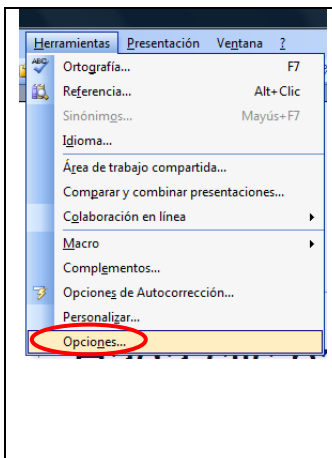 Herramientas Presentación Ventana ?
Ortografía... F7
Referencia... Alt+Clic
Sinónimos... Mayús+F7
Idioma...
Área de trabajo compartida...
Comparar y combinar presentaciones...
Colaboración en línea
Macro
Complementos...
Opciones de Autocorrección...
Personalizar...
Opciones...